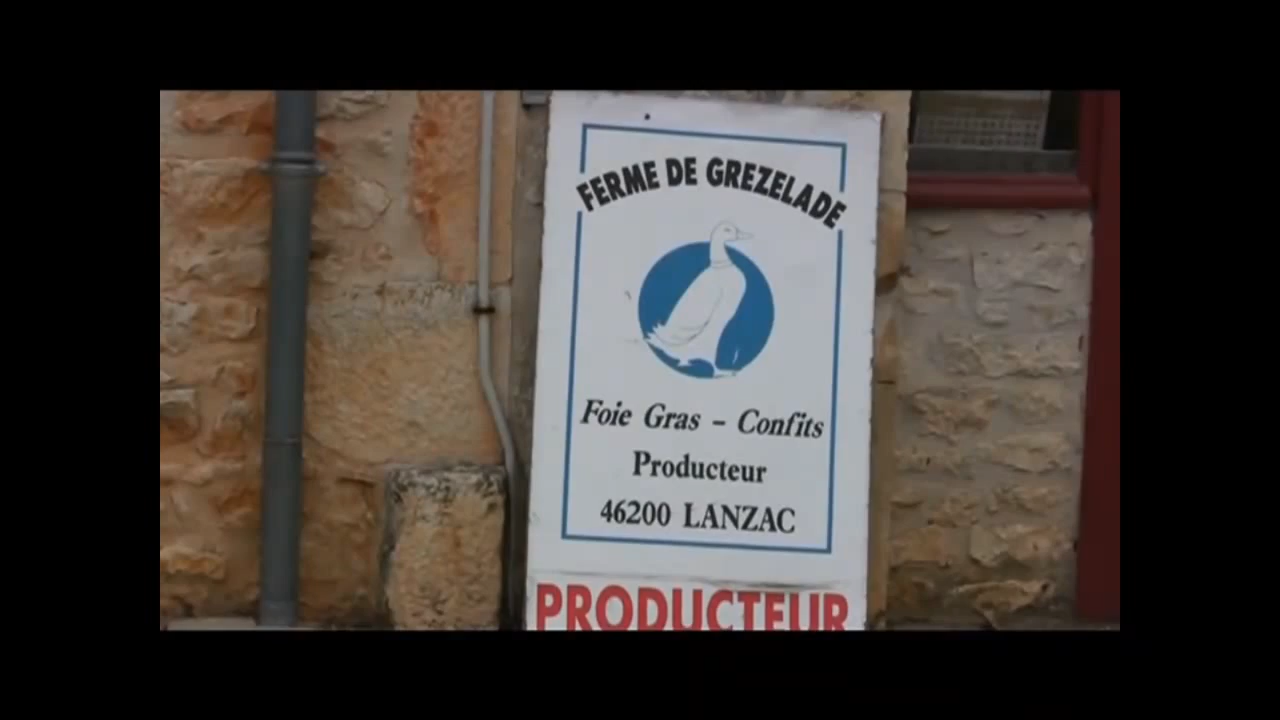 FERME DE GREZELADE
Foie Gras - Confits
Producteur
46200 LANZAC
PRODUCTEUR